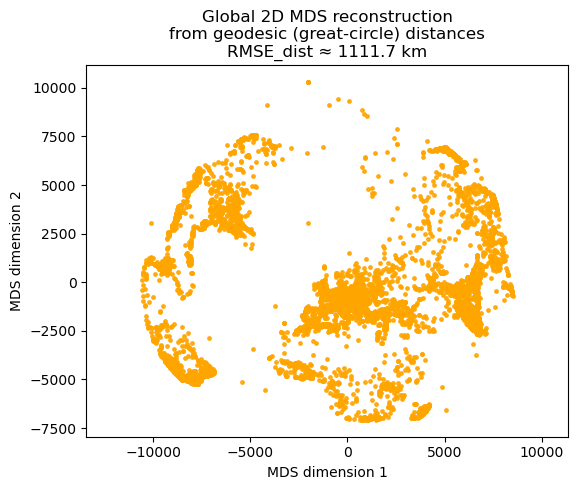 Global 2D MDS reconstruction
from geodesic (great-circle) distances
RMSE_dist ≈ 1111.7 km
10000
7500
5000
2500
0
−2500
−5000
−7500
MDS dimension 2
−10000
−5000
0
5000
10000
MDS dimension 1